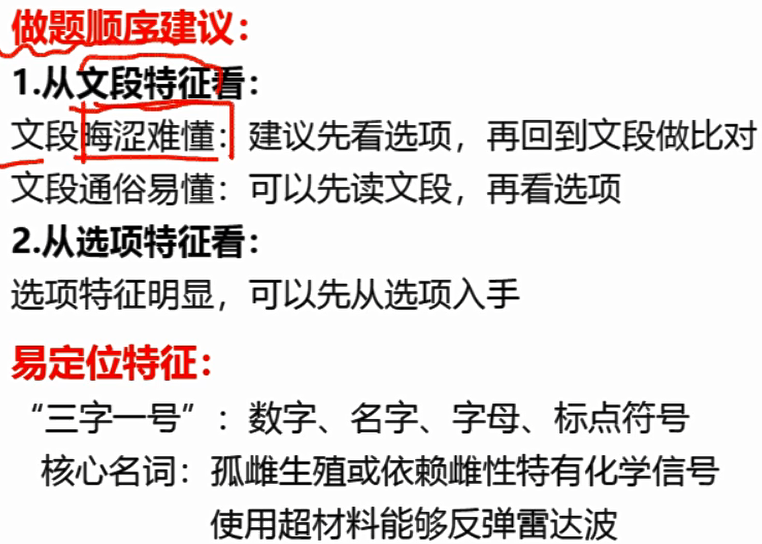 做题顺序建议：
1.从文段特征看：
文段晦涩难懂：建议先看选项，再回到文段做比对
文段通俗易懂：可以先读文段，再看选项
2.从选项特征看：
选项特征明显，可以先从选项入手
易定位特征：
“三字一号”：数字、名字、字母、标点符号
核心名词：孤雌生殖或依赖雌性特有化学信号
使用超材料能够反弹雷达波